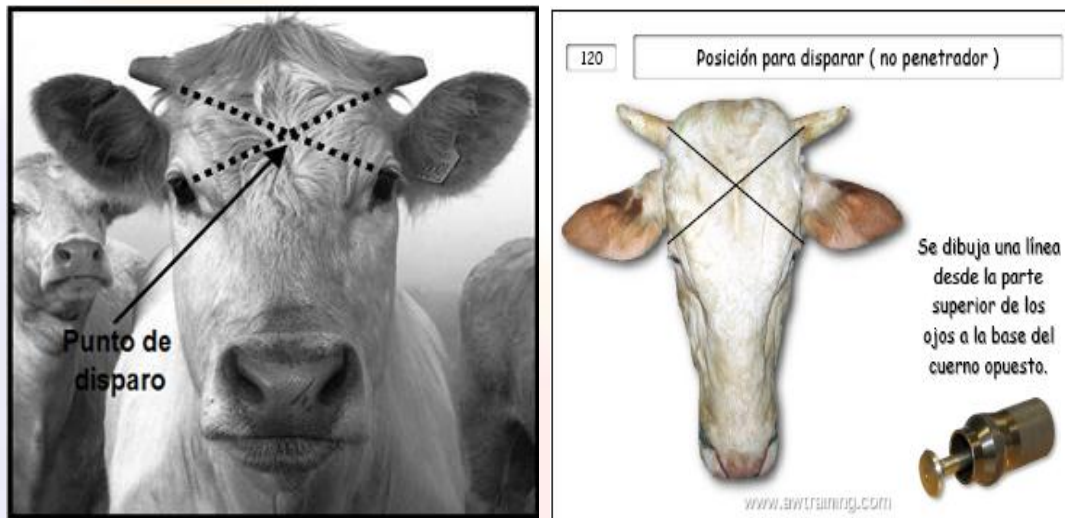 Punto de
disparo
120
Posición para disparar ( no penetrador )
Se dibuja una línea
desde la parte
superior de los
ojos a la base del
cuerno opuesto.
www.awtraining.com